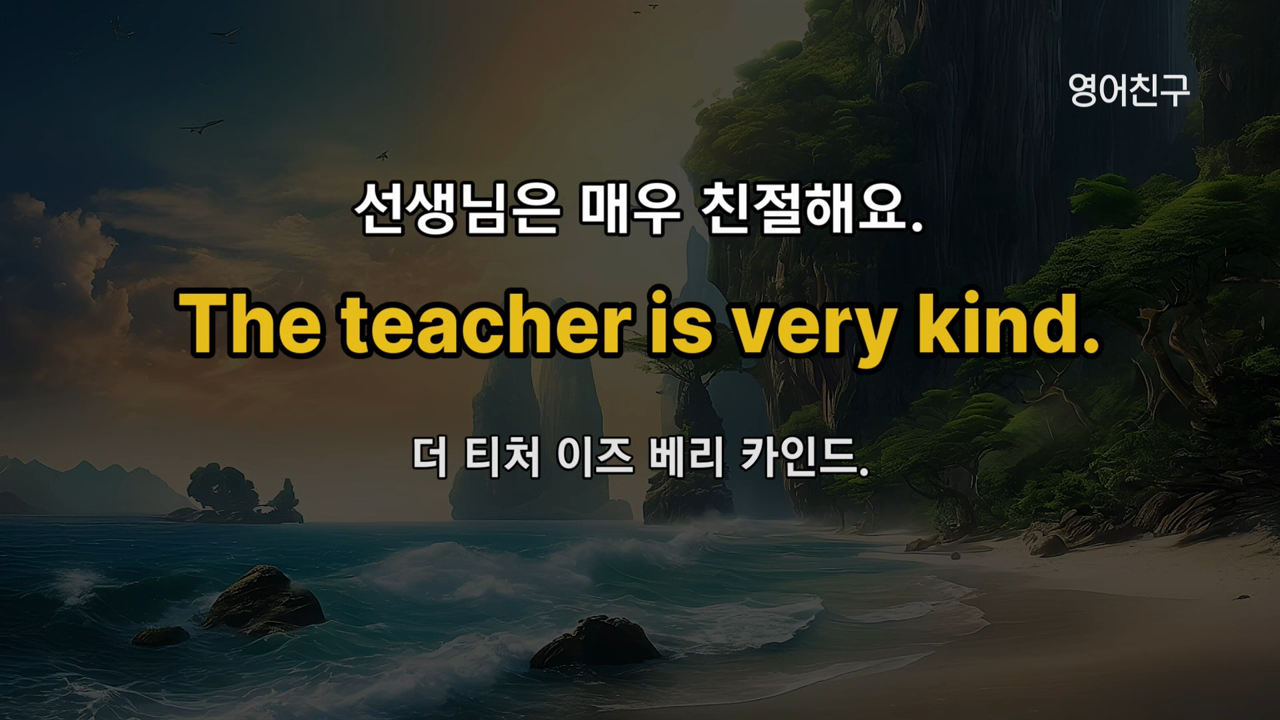 영어친구
선생님은 매우 친절해요.
The teacher is very kind.
더 티처 이즈 베리 카인드.